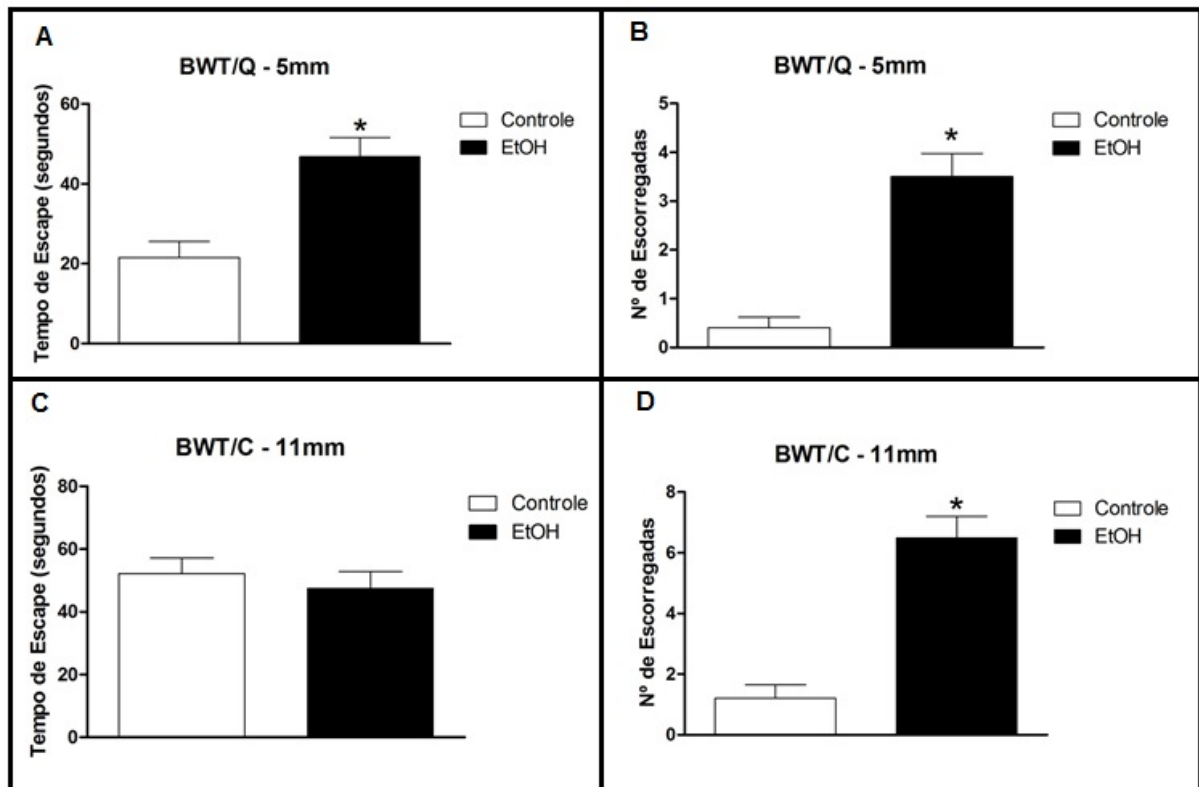 A
BWT/Q - 5mm
Tempo de Escape (segundos)
60
40
20
0
*
Controle
EtOH
B
BWT/Q - 5mm
Nº de Escorregadas
5
4
3
2
1
0
*
Controle
EtOH
C
BWT/C - 11mm
Tempo de Escape (segundos)
80
60
40
20
0
Controle
EtOH
D
BWT/C - 11mm
Nº de Escorregadas
8
6
4
2
0
*
Controle
EtOH